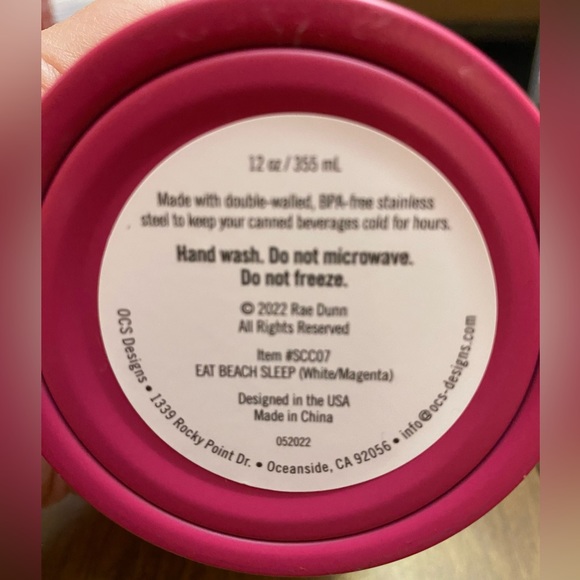 12 oz / 355 mL
Made with double-walled, BPA-free stainless
steel to keep your canned beverages cold for hours.
Hand wash. Do not microwave.
Do not freeze.
© 2022 Rae Dunn
All Rights Reserved
Item #SCC07
EAT BEACH SLEEP (White/Magenta)
Designed in the USA
Made in China
052022
OCS Designs • 1339 Rocky Point Dr. • Oceanside, CA 92056 • info@ocs-designs.com